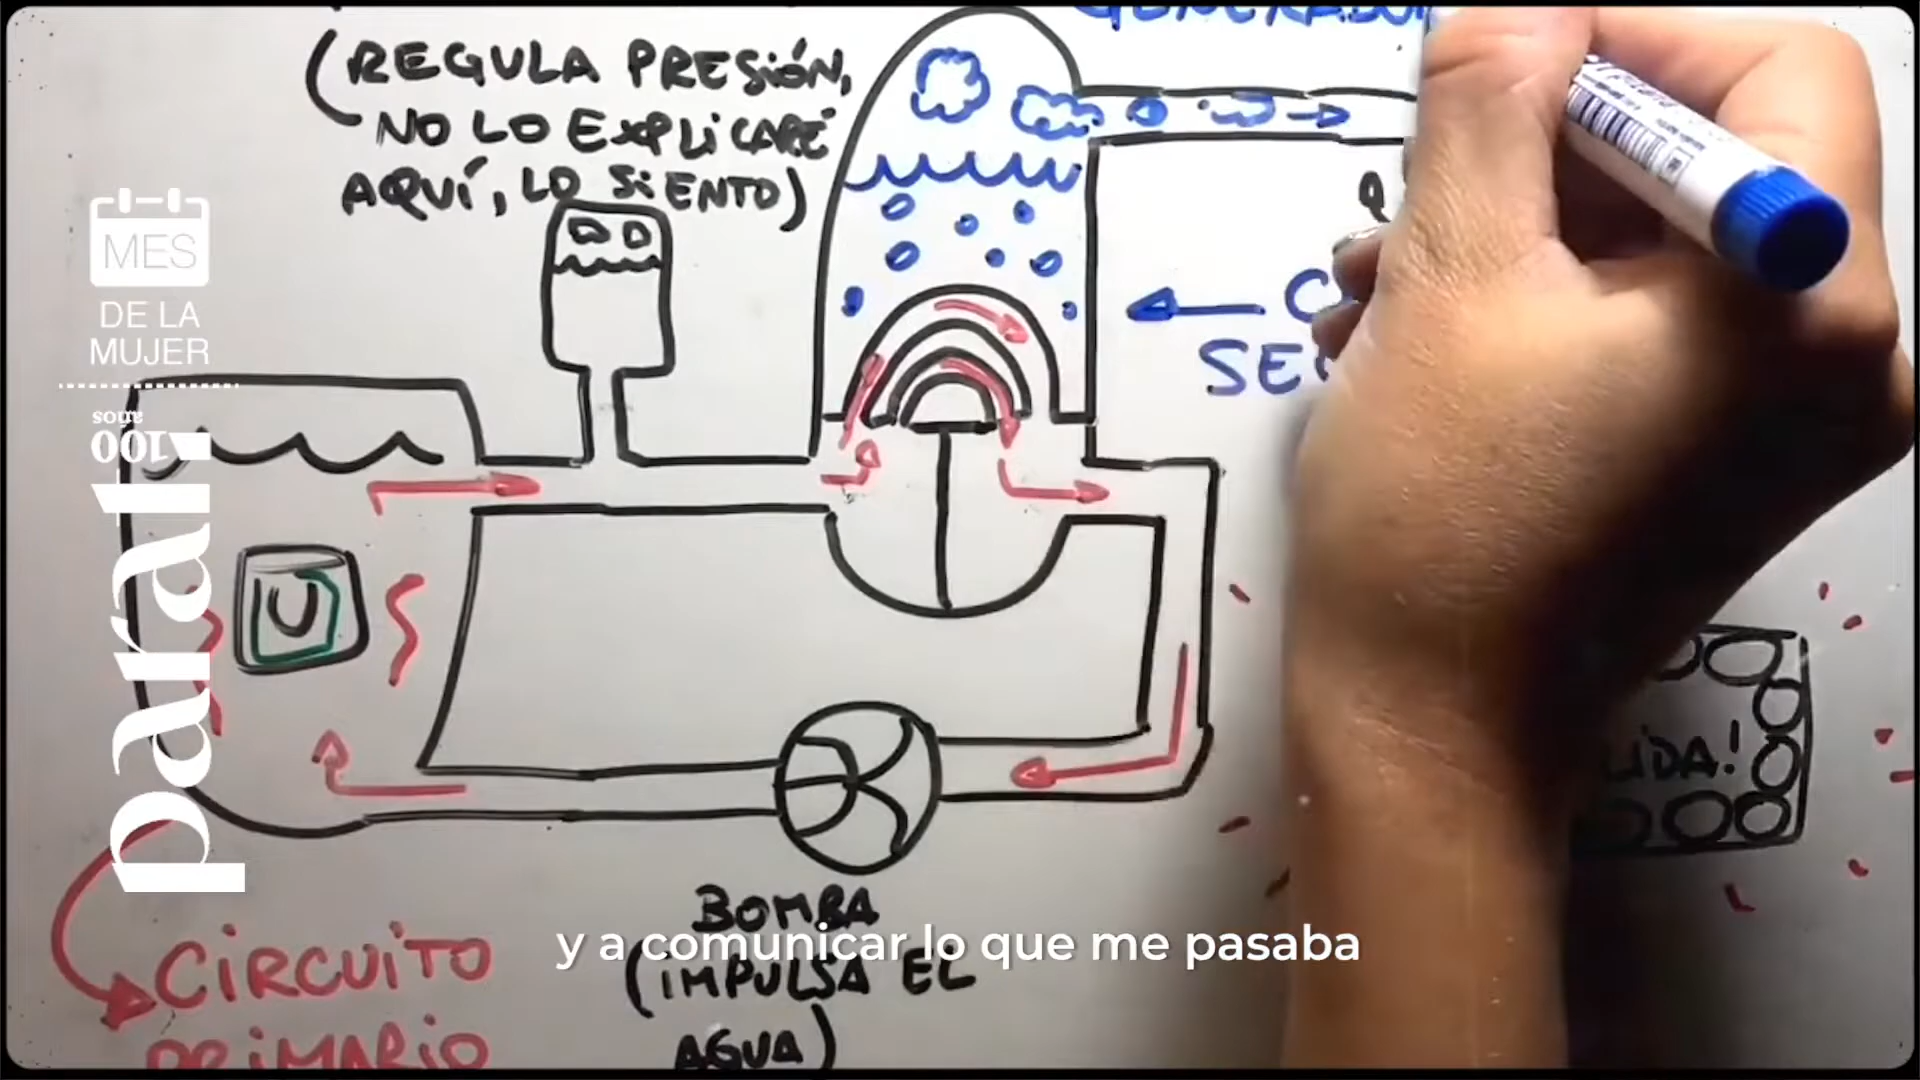 (REGULA PRESIÓN,
NO LO EXPLICARÉ
AQUÍ, LO SIENTO)
MES
DE LA
MUJER
100 años
paral.
U
CIRCUITO
PRIMARIO
BOMBA
(IMPULSA EL
AGUA)
y a comunicar lo que me pasaba